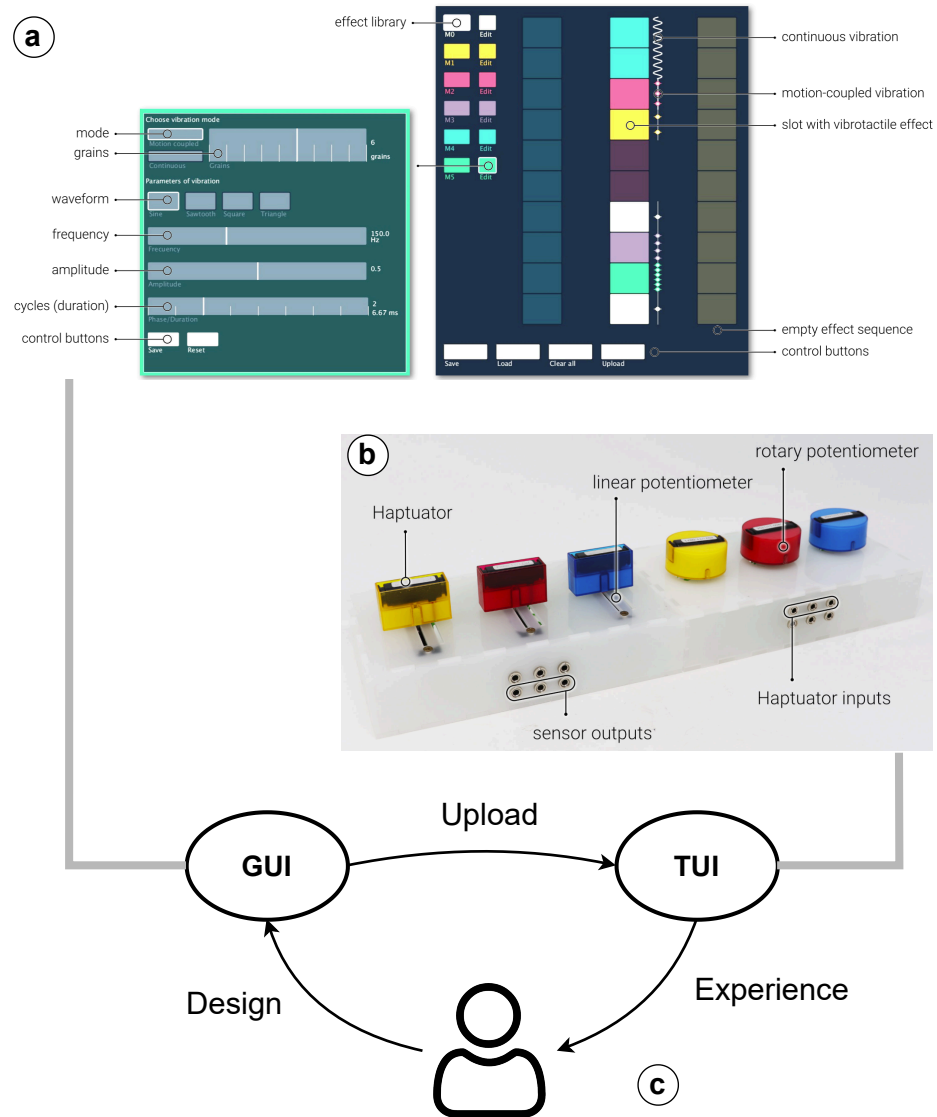 a
effect library
mode
grains
waveform
frequency
amplitude
cycles (duration)
control buttons
Choose vibration mode
Motion coupled
Continuous
Grains
6
grains
Parameters of vibration
Sine
Sawtooth
Square
Triangle
150.0
Hz
Frecuency
0.5
Amplitude
2
6.67 ms
Phase/Duration
Save
Reset
M0
Edit
M1
Edit
M2
Edit
M3
Edit
M4
Edit
M5
Edit
Save
Load
Clear all
Upload
continuous vibration
motion-coupled vibration
slot with vibrotactile effect
empty effect sequence
control buttons
b
rotary potentiometer
linear potentiometer
Haptuator
Haptuator inputs
sensor outputs
Upload
GUI
TUI
Design
Experience
c